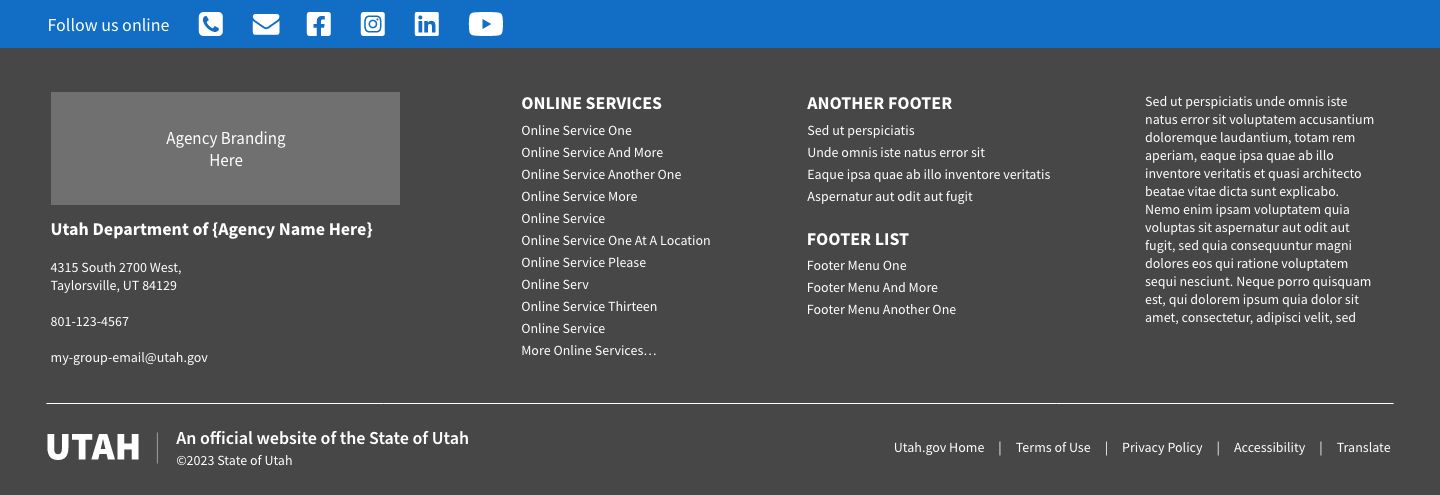 Follow us online
Agency Branding
Here
Utah Department of {Agency Name Here}
4315 South 2700 West,
Taylorsville, UT 84129
801-123-4567
my-group-email@utah.gov
ONLINE SERVICES
Online Service One
Online Service And More
Online Service Another One
Online Service More
Online Service
Online Service One At A Location
Online Service Please
Online Serv
Online Service Thirteen
Online Service
More Online Services…
ANOTHER FOOTER
Sed ut perspiciatis
Unde omnis iste natus error sit
Eaque ipsa quae ab illo inventore veritatis
Aspernatur aut odit aut fugit
FOOTER LIST
Footer Menu One
Footer Menu And More
Footer Menu Another One
Sed ut perspiciatis unde omnis iste
natus error sit voluptatem accusantium
doloremque laudantium, totam rem
aperiam, eaque ipsa quae ab illo
inventore veritatis et quasi architecto
beatae vitae dicta sunt explicabo.
Nemo enim ipsam voluptatem quia
voluptas sit aspernatur aut odit aut
fugit, sed quia consequuntur magni
dolores eos qui ratione voluptatem
sequi nesciunt. Neque porro quisquam
est, qui dolorem ipsum quia dolor sit
amet, consectetur, adipisci velit, sed
UTAH
An official website of the State of Utah
©2023 State of Utah
Utah.gov Home | Terms of Use | Privacy Policy | Accessibility | Translate